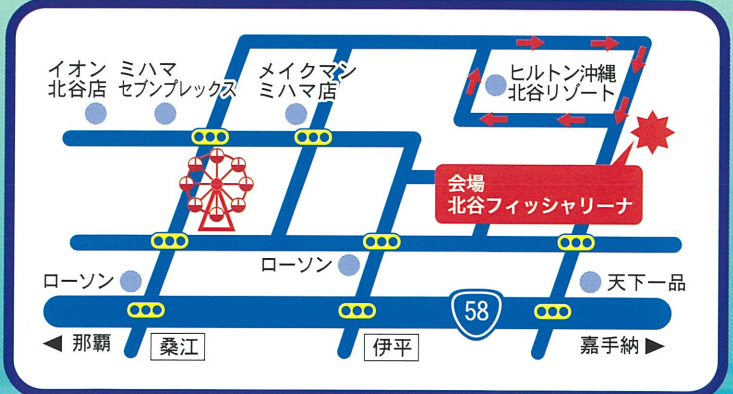 イオン
北谷店
ミハマ
セブンプレックス
メイクマン
ミハマ店
ヒルトン沖縄
北谷リゾート
会場
北谷フィッシャリーナ
ローソン
ローソン
天下一品
58
◀ 那覇
桑江
伊平
嘉手納 ▶